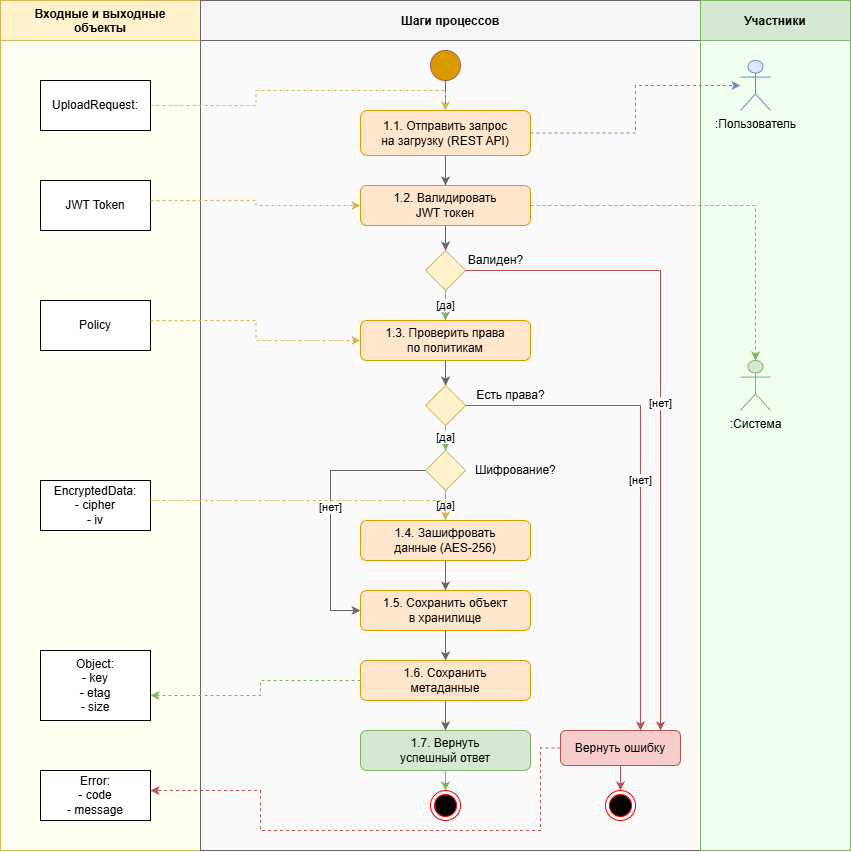 Входные и выходные
объекты
Шаги процессов
Участники
UploadRequest:
1.1. Отправить запрос
на загрузку (REST API)
:Пользователь
JWT Token
1.2. Валидировать
JWT токен
Валиден?
[да]
Policy
1.3. Проверить права
по политикам
:Система
Есть права?
[нет]
[да]
Шифрование?
[нет]
EncryptedData:
- cipher
- iv
[нет]
[да]
1.4. Зашифровать
данные (AES-256)
1.5. Сохранить объект
в хранилище
Object:
- key
- etag
- size
1.6. Сохранить
метаданные
1.7. Вернуть
успешный ответ
Вернуть ошибку
Error:
- code
- message